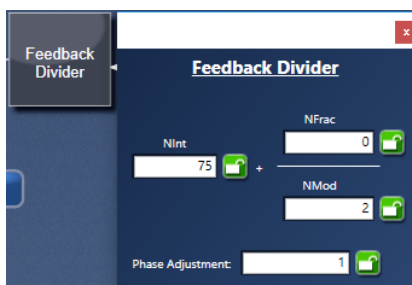 Feedback
Divider
x
Feedback Divider
NFrac
0
NInt
75
+
NMod
2
Phase Adjustment:
1